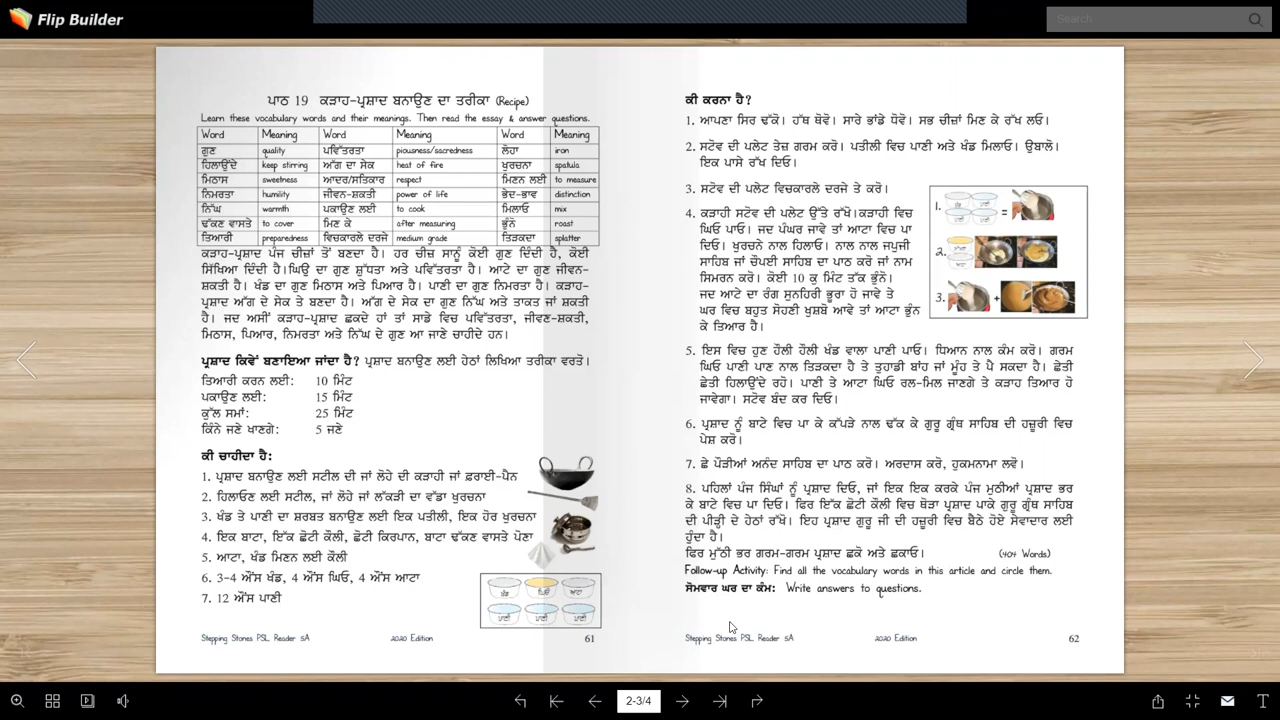 Flip Builder
Search
ਪਾਠ 19 ਕੜਾਹ-ਪ੍ਰਸ਼ਾਦ ਬਨਾਉਣ ਦਾ ਤਰੀਕਾ (Recipe)
Learn these vocabulary words and their meanings. Then read the essay & answer questions.
Word Meaning Word Meaning Word Meaning
ਗੁਣ quality ਪਵਿੱਤਰਤਾ piousness/sacredness ਲੋਹਾ iron
ਹਿਲਾਉਂਦੇ keep stirring ਅੱਗ ਦਾ ਸੇਕ heat of fire ਖੁਰਚਨਾ spatula
ਮਿਠਾਸ sweetness ਆਦਰ/ਸਤਿਕਾਰ respect ਮਿਣਨ ਲਈ to measure
ਨਿਮਰਤਾ humility ਜੀਵਨ-ਸ਼ਕਤੀ power of life ਭੇਦ-ਭਾਵ distinction
ਨਿੱਘ warmth ਪਕਾਉਣ ਲਈ to cook ਮਿਲਾਓ mix
ਢੱਕਣ ਵਾਸਤੇ to cover ਮਿਣ ਕੇ after measuring ਭੁੰਨੋ roast
ਤਿਆਰੀ preparedness ਵਿਚਕਾਰਲੇ ਦਰਜੇ medium grade ਤਿੜਕਦਾ splatter
ਕੜਾਹ-ਪ੍ਰਸ਼ਾਦ ਪੰਜ ਚੀਜ਼ਾਂ ਤੋਂ ਬਣਦਾ ਹੈ। ਹਰ ਚੀਜ਼ ਸਾਨੂੰ ਕੋਈ ਗੁਣ ਦਿੰਦੀ ਹੈ, ਕੋਈ
ਸਿੱਖਿਆ ਦਿੰਦੀ ਹੈ।ਘਿਉ ਦਾ ਗੁਣ ਸ਼ੁੱਧਤਾ ਅਤੇ ਪਵਿੱਤਰਤਾ ਹੈ। ਆਟੇ ਦਾ ਗੁਣ ਜੀਵਨ-
ਸ਼ਕਤੀ ਹੈ। ਖੰਡ ਦਾ ਗੁਣ ਮਿਠਾਸ ਅਤੇ ਪਿਆਰ ਹੈ। ਪਾਣੀ ਦਾ ਗੁਣ ਨਿਮਰਤਾ ਹੈ। ਕੜਾਹ-
ਪ੍ਰਸ਼ਾਦ ਅੱਗ ਦੇ ਸੇਕ ਤੇ ਬਣਦਾ ਹੈ। ਅੱਗ ਦੇ ਸੇਕ ਦਾ ਗੁਣ ਨਿੱਘ ਅਤੇ ਤਾਕਤ ਜਾਂ ਸ਼ਕਤੀ
ਹੈ। ਜਦ ਅਸੀਂ ਕੜਾਹ-ਪ੍ਰਸ਼ਾਦ ਛਕਦੇ ਹਾਂ ਤਾਂ ਸਾਡੇ ਵਿਚ ਪਵਿੱਤਰਤਾ, ਜੀਵਣ-ਸ਼ਕਤੀ,
ਮਿਠਾਸ, ਪਿਆਰ, ਨਿਮਰਤਾ ਅਤੇ ਨਿੱਘ ਦੇ ਗੁਣ ਆ ਜਾਣੇ ਚਾਹੀਦੇ ਹਨ।
ਪ੍ਰਸ਼ਾਦ ਕਿਵੇਂ ਬਣਾਇਆ ਜਾਂਦਾ ਹੈ? ਪ੍ਰਸ਼ਾਦ ਬਨਾਉਣ ਲਈ ਹੇਠਾਂ ਲਿਖਿਆ ਤਰੀਕਾ ਵਰਤੋ।
ਤਿਆਰੀ ਕਰਨ ਲਈ: 10 ਮਿੰਟ
ਪਕਾਉਣ ਲਈ: 15 ਮਿੰਟ
ਕੁੱਲ ਸਮਾਂ: 25 ਮਿੰਟ
ਕਿੰਨੇ ਜਣੇ ਖਾਣਗੇ: 5 ਜਣੇ
ਕੀ ਚਾਹੀਦਾ ਹੈ:
1. ਪ੍ਰਸ਼ਾਦ ਬਨਾਉਣ ਲਈ ਸਟੀਲ ਦੀ ਜਾਂ ਲੋਹੇ ਦੀ ਕੜਾਹੀ ਜਾਂ ਫ਼ਰਾਈ-ਪੈਨ
2. ਹਿਲਾਓਣ ਲਈ ਸਟੀਲ, ਜਾਂ ਲੋਹੇ ਜਾਂ ਲੱਕੜੀ ਦਾ ਵੱਡਾ ਖੁਰਚਨਾ
3. ਖੰਡ ਤੇ ਪਾਣੀ ਦਾ ਸ਼ਰਬਤ ਬਨਾਉਣ ਲਈ ਇਕ ਪਤੀਲੀ, ਇਕ ਹੋਰ ਖੁਰਚਨਾ
4. ਇਕ ਬਾਟਾ, ਇੱਕ ਛੋਟੀ ਕੌਲੀ, ਛੋਟੀ ਕਿਰਪਾਨ, ਬਾਟਾ ਢੱਕਣ ਵਾਸਤੇ ਪੋਣਾ
5. ਆਟਾ, ਖੰਡ ਮਿਣਨ ਲਈ ਕੌਲੀ
6. 3-4 ਔਂਸ ਖੰਡ, 4 ਔਂਸ ਘਿਓ, 4 ਔਂਸ ਆਟਾ
7. 12 ਔਂਸ ਪਾਣੀ
ਖੰਡ ਘਿਓ ਆਟਾ
ਪਾਣੀ ਪਾਣੀ ਪਾਣੀ
Stepping Stones PSL Reader 5A 2020 Edition 61
ਕੀ ਕਰਨਾ ਹੈ?
1. ਆਪਣਾ ਸਿਰ ਢੱਕੋ। ਹੱਥ ਧੋਵੋ। ਸਾਰੇ ਭਾਂਡੇ ਧੋਵੋ। ਸਭ ਚੀਜ਼ਾਂ ਮਿਣ ਕੇ ਰੱਖ ਲਓ।
2. ਸਟੋਵ ਦੀ ਪਲੇਟ ਤੇਜ਼ ਗਰਮ ਕਰੋ। ਪਤੀਲੀ ਵਿਚ ਪਾਣੀ ਅਤੇ ਖੰਡ ਮਿਲਾਓ। ਉਬਾਲੋ।
ਇਕ ਪਾਸੇ ਰੱਖ ਦਿਓ।
3. ਸਟੋਵ ਦੀ ਪਲੇਟ ਵਿਚਕਾਰਲੇ ਦਰਜੇ ਤੇ ਕਰੋ।
4. ਕੜਾਹੀ ਸਟੋਵ ਦੀ ਪਲੇਟ ਉੱਤੇ ਰੱਖੋ।ਕੜਾਹੀ ਵਿਚ
ਘਿਓ ਪਾਓ। ਜਦ ਪੰਘਰ ਜਾਵੇ ਤਾਂ ਆਟਾ ਵਿਚ ਪਾ
ਦਿਓ। ਖੁਰਚਨੇ ਨਾਲ ਹਿਲਾਓ। ਨਾਲ ਨਾਲ ਜਪੁਜੀ
ਸਾਹਿਬ ਜਾਂ ਚੌਪਈ ਸਾਹਿਬ ਦਾ ਪਾਠ ਕਰੋ ਜਾਂ ਨਾਮ
ਸਿਮਰਨ ਕਰੋ। ਕੋਈ 10 ਕੁ ਮਿੰਟ ਤੱਕ ਭੁੰਨੋ।
ਜਦ ਆਟੇ ਦਾ ਰੰਗ ਸੁਨਹਿਰੀ ਭੂਰਾ ਹੋ ਜਾਵੇ ਤੇ
ਘਰ ਵਿਚ ਬਹੁਤ ਸੋਹਣੀ ਖੁਸ਼ਬੋ ਆਵੇ ਤਾਂ ਆਟਾ ਭੁੰਨ
ਕੇ ਤਿਆਰ ਹੈ।
1. =
2.
3. +
5. ਇਸ ਵਿਚ ਹੁਣ ਹੌਲੀ ਹੌਲੀ ਖੰਡ ਵਾਲਾ ਪਾਣੀ ਪਾਓ। ਧਿਆਨ ਨਾਲ ਕੰਮ ਕਰੋ। ਗਰਮ
ਘਿਓ ਪਾਣੀ ਪਾਣ ਨਾਲ ਤਿੜਕਦਾ ਹੈ ਤੇ ਤੁਹਾਡੀ ਬਾਂਹ ਜਾਂ ਮੂੰਹ ਤੇ ਪੈ ਸਕਦਾ ਹੈ। ਛੇਤੀ
ਛੇਤੀ ਹਿਲਾਉਂਦੇ ਰਹੋ। ਪਾਣੀ ਤੇ ਆਟਾ ਘਿਓ ਰਲ-ਮਿਲ ਜਾਣਗੇ ਤੇ ਕੜਾਹ ਤਿਆਰ ਹੋ
ਜਾਵੇਗਾ। ਸਟੋਵ ਬੰਦ ਕਰ ਦਿਓ।
6. ਪ੍ਰਸ਼ਾਦ ਨੂੰ ਬਾਟੇ ਵਿਚ ਪਾ ਕੇ ਕੱਪੜੇ ਨਾਲ ਢੱਕ ਕੇ ਗੁਰੂ ਗ੍ਰੰਥ ਸਾਹਿਬ ਦੀ ਹਜ਼ੂਰੀ ਵਿਚ
ਪੇਸ਼ ਕਰੋ।
7. ਛੇ ਪੌੜੀਆਂ ਅਨੰਦ ਸਾਹਿਬ ਦਾ ਪਾਠ ਕਰੋ। ਅਰਦਾਸ ਕਰੋ, ਹੁਕਮਨਾਮਾ ਲਵੋ।
8. ਪਹਿਲਾਂ ਪੰਜ ਸਿੰਘਾਂ ਨੂੰ ਪ੍ਰਸ਼ਾਦ ਦਿਓ, ਜਾਂ ਇਕ ਇਕ ਕਰਕੇ ਪੰਜ ਮੁਠੀਆਂ ਪ੍ਰਸ਼ਾਦ ਭਰ
ਕੇ ਬਾਟੇ ਵਿਚ ਪਾ ਦਿਓ। ਫਿਰ ਇੱਕ ਛੋਟੀ ਕੌਲੀ ਵਿਚ ਥੋੜਾ ਪ੍ਰਸ਼ਾਦ ਪਾਕੇ ਗੁਰੂ ਗ੍ਰੰਥ ਸਾਹਿਬ
ਦੀ ਪੀੜ੍ਹੀ ਦੇ ਹੇਠਾਂ ਰੱਖੋ। ਇਹ ਪ੍ਰਸ਼ਾਦ ਗੁਰੂ ਜੀ ਦੀ ਹਜ਼ੂਰੀ ਵਿਚ ਬੈਠੇ ਹੋਏ ਸੇਵਾਦਾਰ ਲਈ
ਹੁੰਦਾ ਹੈ।
ਫਿਰ ਮੁੱਠੀ ਭਰ ਗਰਮ-ਗਰਮ ਪ੍ਰਸ਼ਾਦ ਛਕੋ ਅਤੇ ਛਕਾਓ। (404 Words)
Follow-up Activity: Find all the vocabulary words in this article and circle them.
ਸੋਮਵਾਰ ਘਰ ਦਾ ਕੰਮ: Write answers to questions.
Stepping Stones PSL Reader 5A 2020 Edition 62
2-3/4